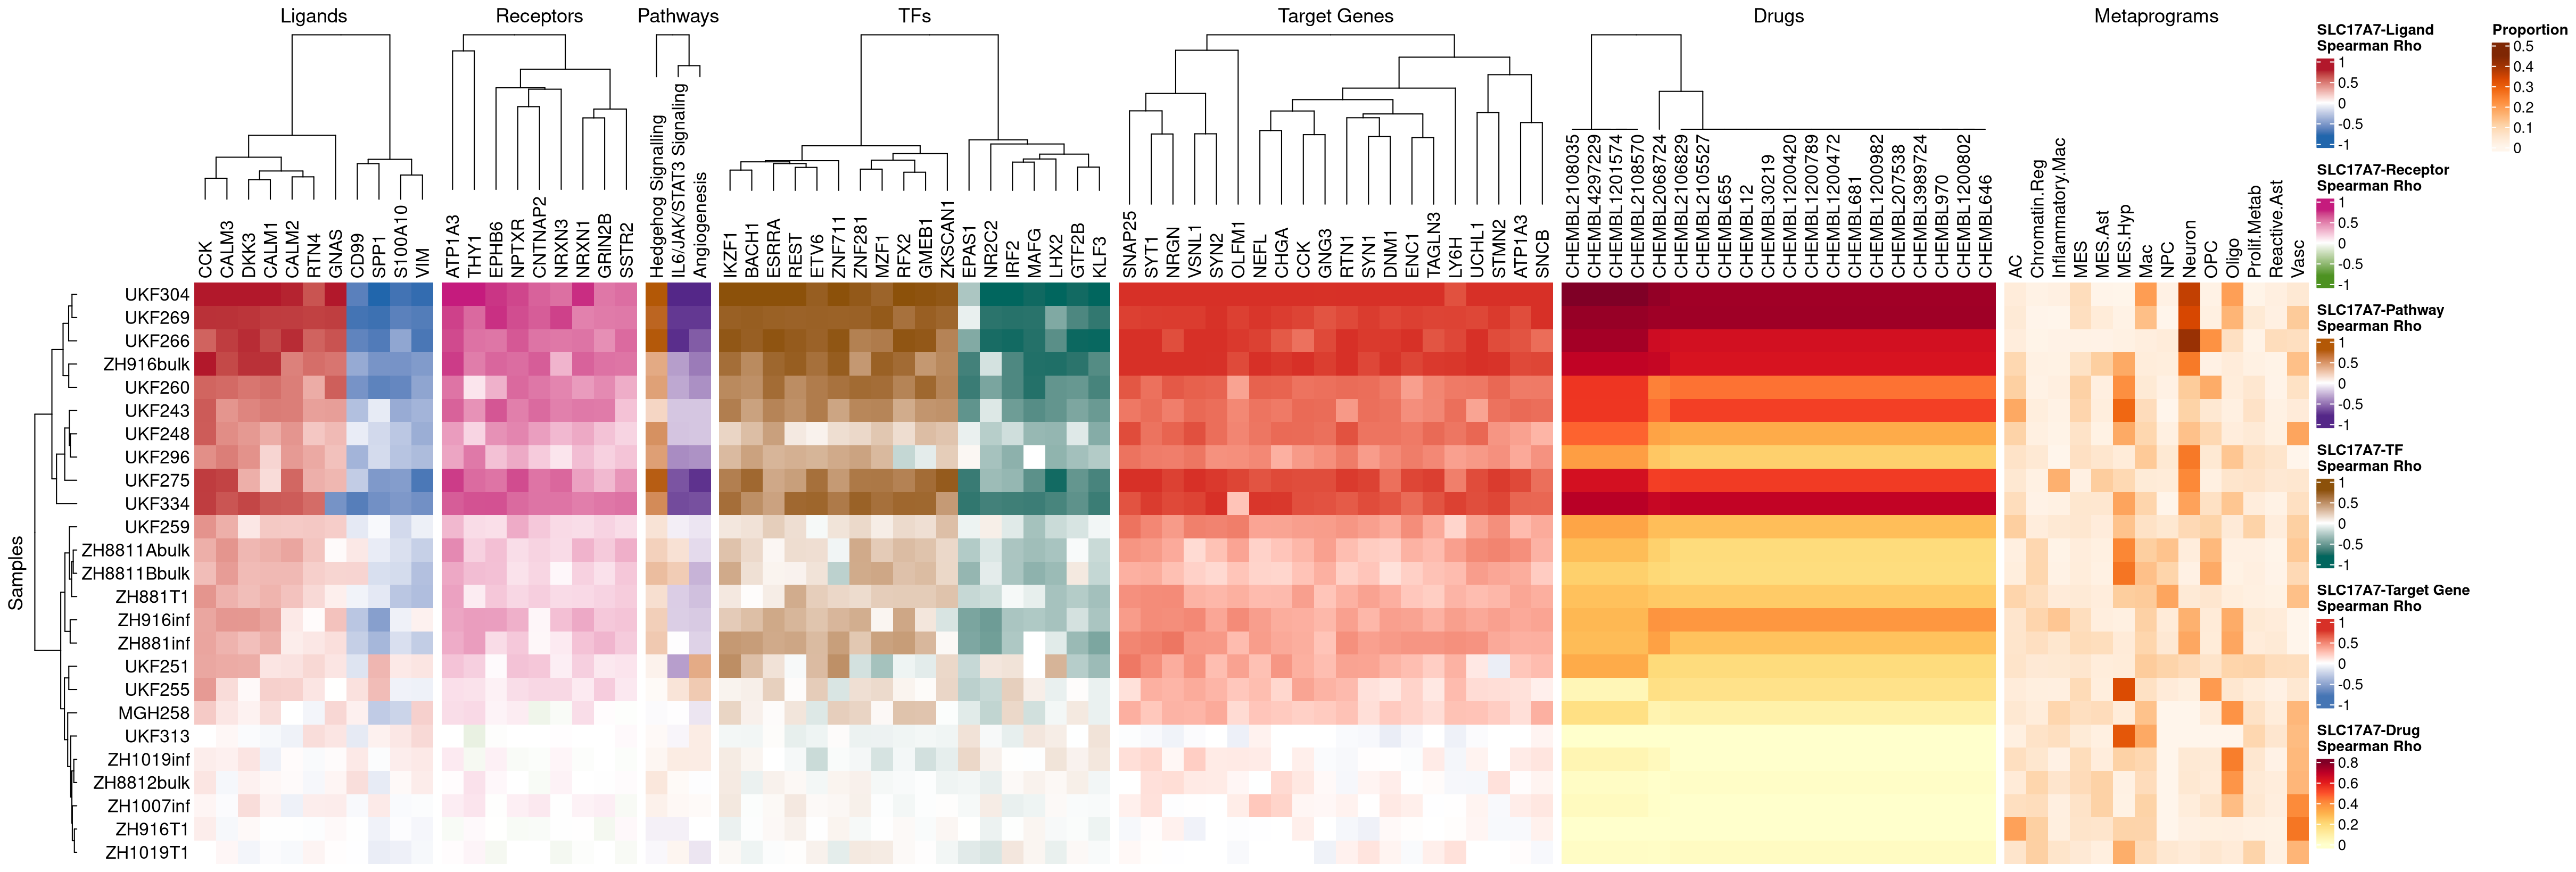 Ligands
Receptors
Pathways
TFs
Target Genes
Drugs
Metaprograms
CCK
CALM3
DKK3
CALM1
CALM2
RTN4
GNAS
CD99
SPP1
S100A10
VIM
ATP1A3
THY1
EPHB6
NPTXR
CNTNAP2
NRXN3
NRXN1
GRIN2B
SSTR2
Hedgehog Signaling
IL6/JAK/STAT3 Signaling
Angiogenesis
IKZF1
BACH1
ESRRA
REST
ETV6
ZNF711
ZNF281
MZF1
RFX2
GMEB1
ZKSCAN1
EPAS1
NR2C2
IRF2
MAFG
LHX2
GTF2B
KLF3
SNAP25
SYT1
NRGN
VSNL1
SYN2
OLFM1
NEFL
CHGA
CCK
GNG3
RTN1
SYN1
DNM1
ENC1
TAGLN3
LY6H
UCHL1
STMN2
ATP1A3
SNCB
CHEMBL2108035
CHEMBL4297229
CHEMBL1201574
CHEMBL2108570
CHEMBL2068724
CHEMBL2106829
CHEMBL2105527
CHEMBL655
CHEMBL12
CHEMBL30219
CHEMBL1200420
CHEMBL1200789
CHEMBL1200472
CHEMBL681
CHEMBL1200982
CHEMBL207538
CHEMBL3989724
CHEMBL970
CHEMBL1200802
CHEMBL646
AC
Chromatin.Reg
Inflammatory.Mac
MES
MES.Ast
MES.Hyp
Mac
NPC
Neuron
OPC
Oligo
Prolif.Metab
Reactive.Ast
Vasc
Samples
UKF304
UKF269
UKF266
ZH916bulk
UKF260
UKF243
UKF248
UKF296
UKF275
UKF334
UKF259
ZH8811Abulk
ZH8811Bbulk
ZH881T1
ZH916inf
ZH881inf
UKF251
UKF255
MGH258
UKF313
ZH1019inf
ZH8812bulk
ZH1007inf
ZH916T1
ZH1019T1
SLC17A7-Ligand
Spearman Rho
1
0.5
0
-0.5
-1
SLC17A7-Receptor
Spearman Rho
1
0.5
0
-0.5
-1
SLC17A7-Pathway
Spearman Rho
1
0.5
0
-0.5
-1
SLC17A7-TF
Spearman Rho
1
0.5
0
-0.5
-1
SLC17A7-Target Gene
Spearman Rho
1
0.5
0
-0.5
-1
SLC17A7-Drug
Spearman Rho
0.8
0.6
0.4
0.2
0
Proportion
0.5
0.4
0.3
0.2
0.1
0